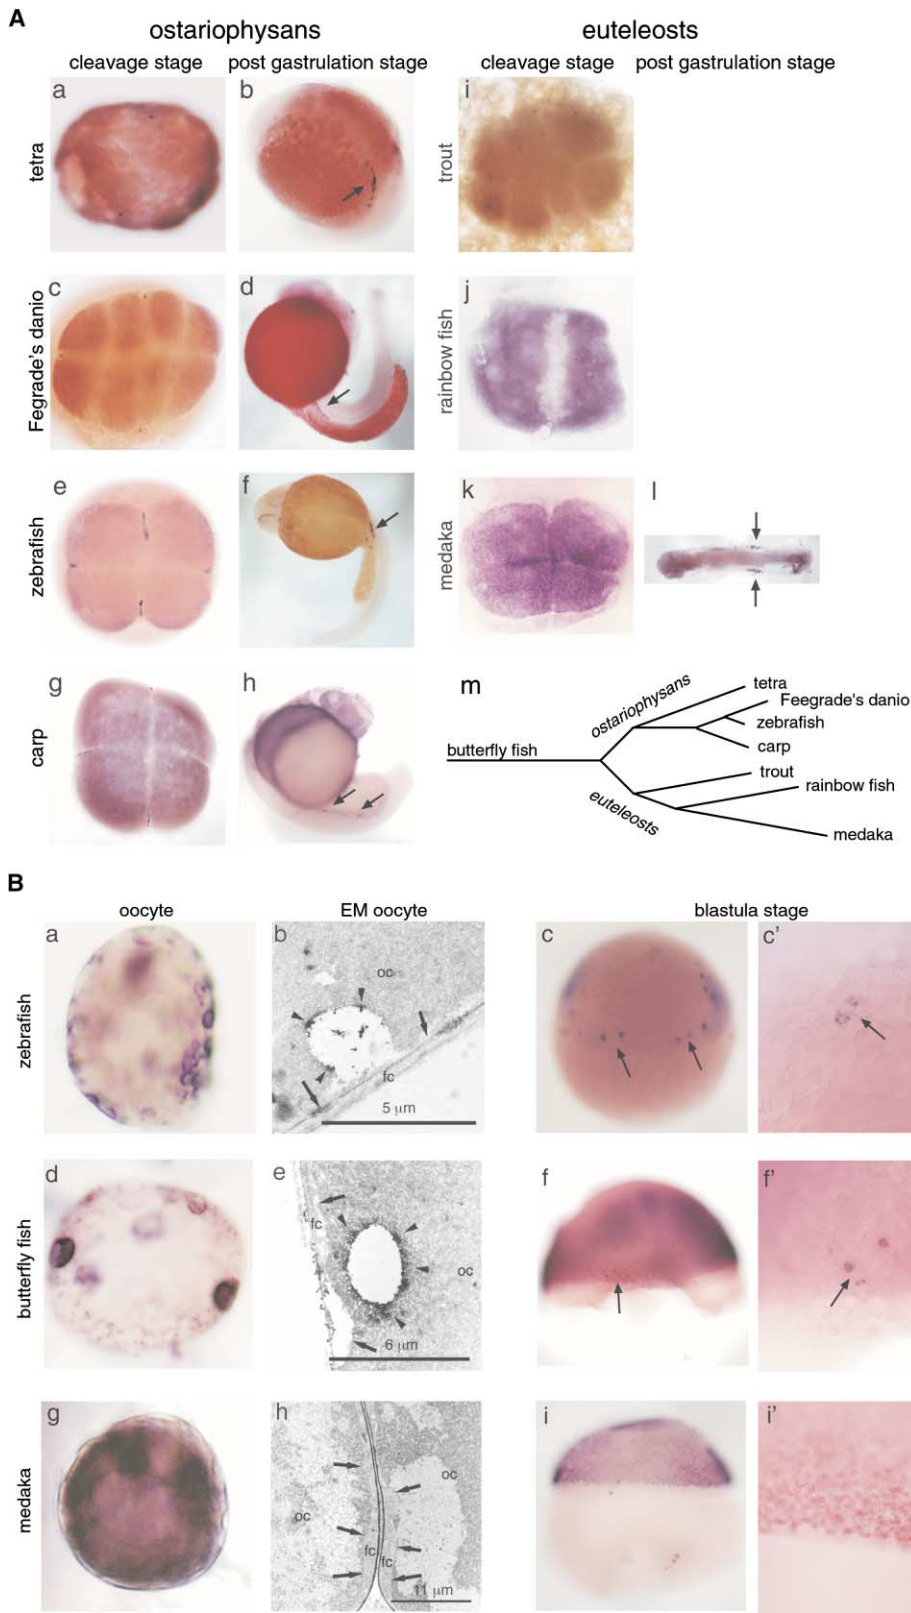 A
ostariophysans euteleosts
cleavage stage post gastrulation stage cleavage stage post gastrulation stage
a b i
tetra trout
c d j
Fegrade's danio rainbow fish
e f k l
zebrafish medaka
g h m
carp
ostariophysans
tetra
Feegrade's danio
zebrafish
butterfly fish
carp
trout
rainbow fish
euteleosts
medaka
B
oocyte EM oocyte blastula stage
a b c c'
zebrafish
oc
fc
5 μm
d e f f'
butterfly fish
fc
oc
6 μm
g h i i'
medaka
oc
oc
fc fc
11 μm